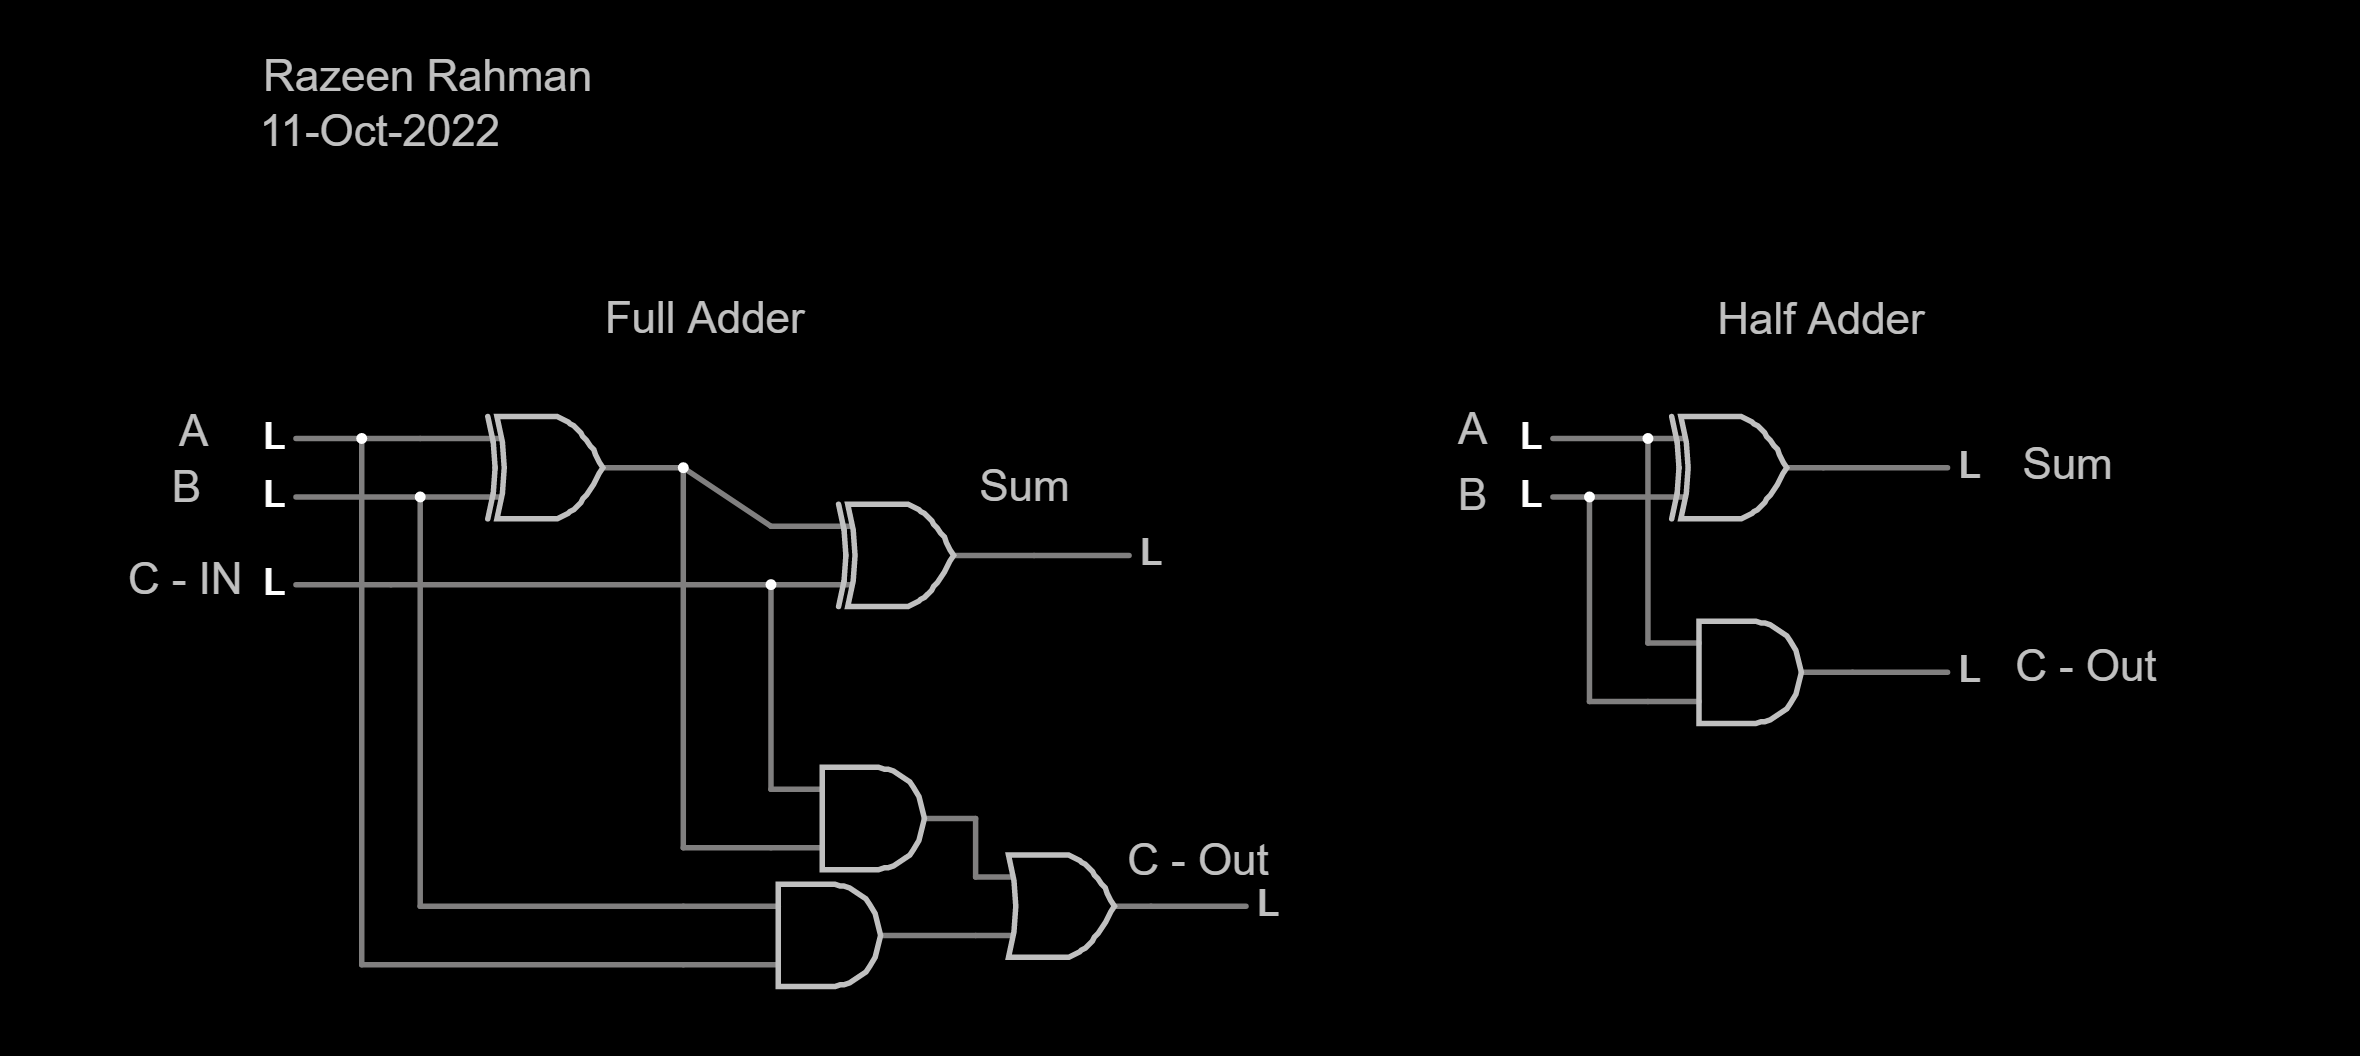 Razeen Rahman
11-Oct-2022
Full Adder
Half Adder
A L
B L
C - IN L
Sum
L
C - Out
L
A L
B L
L Sum
L C - Out